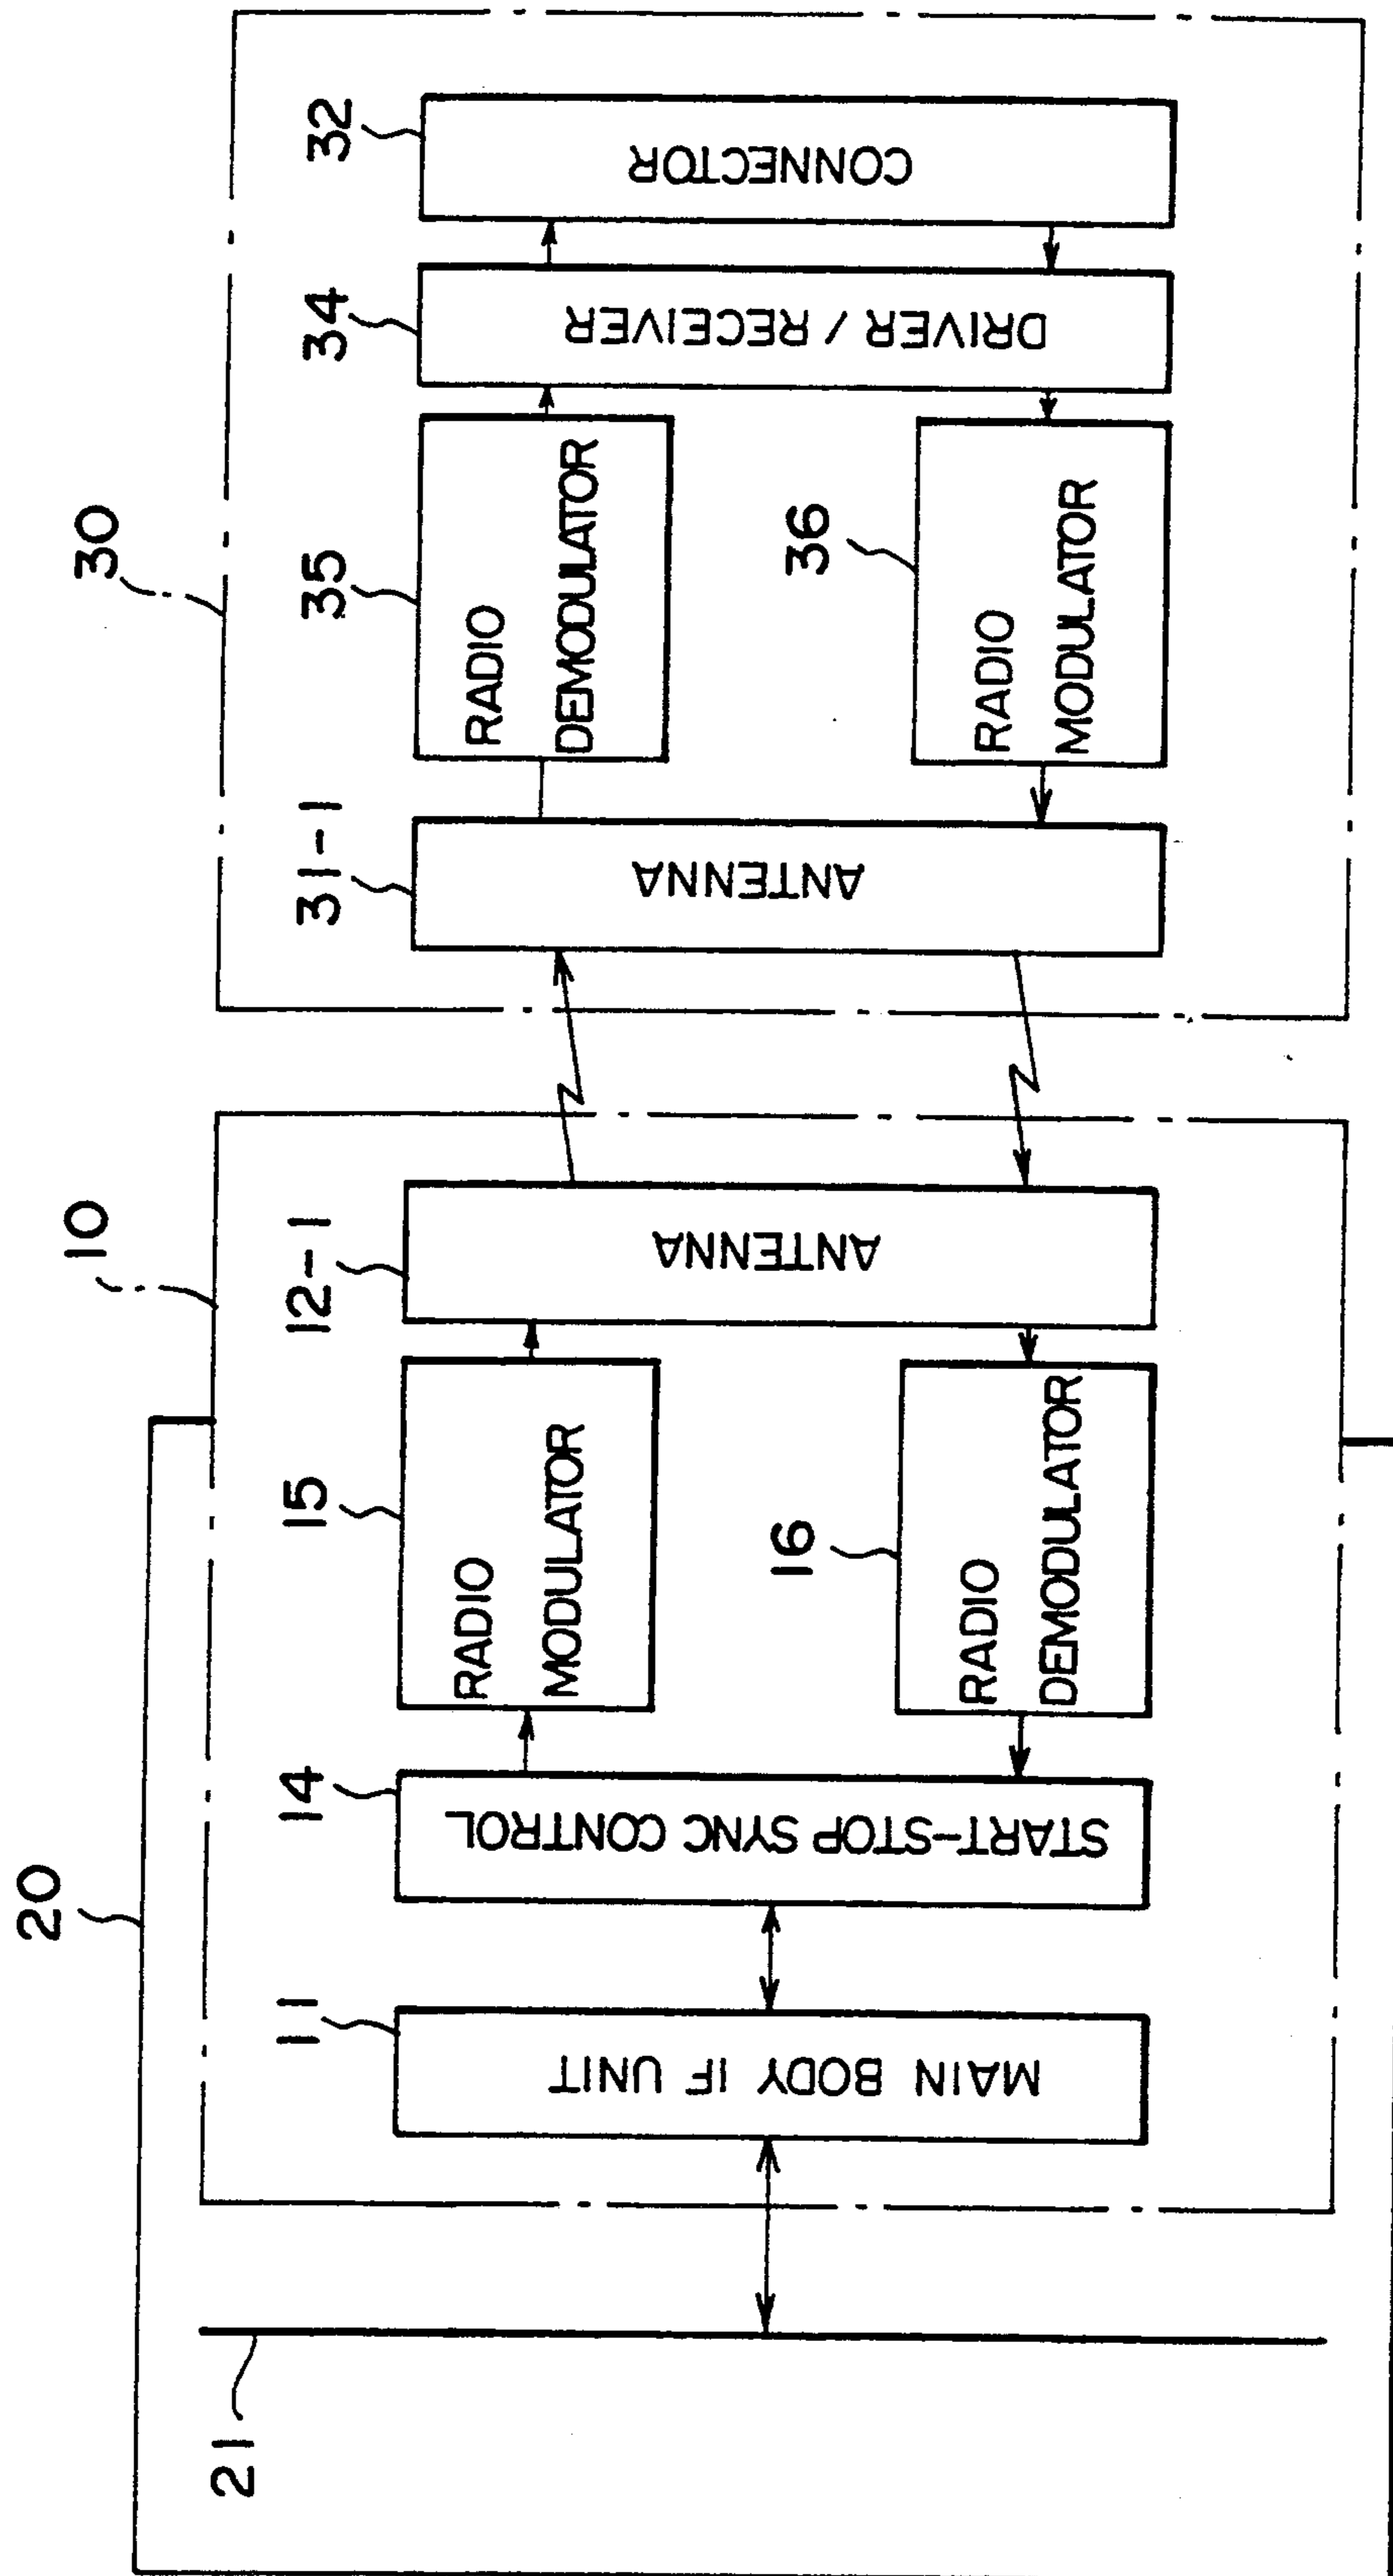 30
32
34
35
36
31-1
CONNECTOR
DRIVER / RECEIVER
RADIO
DEMODULATOR
RADIO
MODULATOR
ANTENNA
10
20
12-1
15
16
14
11
21
ANTENNA
RADIO
MODULATOR
RADIO
DEMODULATOR
START-STOP SYNC CONTROL
MAIN BODY IF UNIT